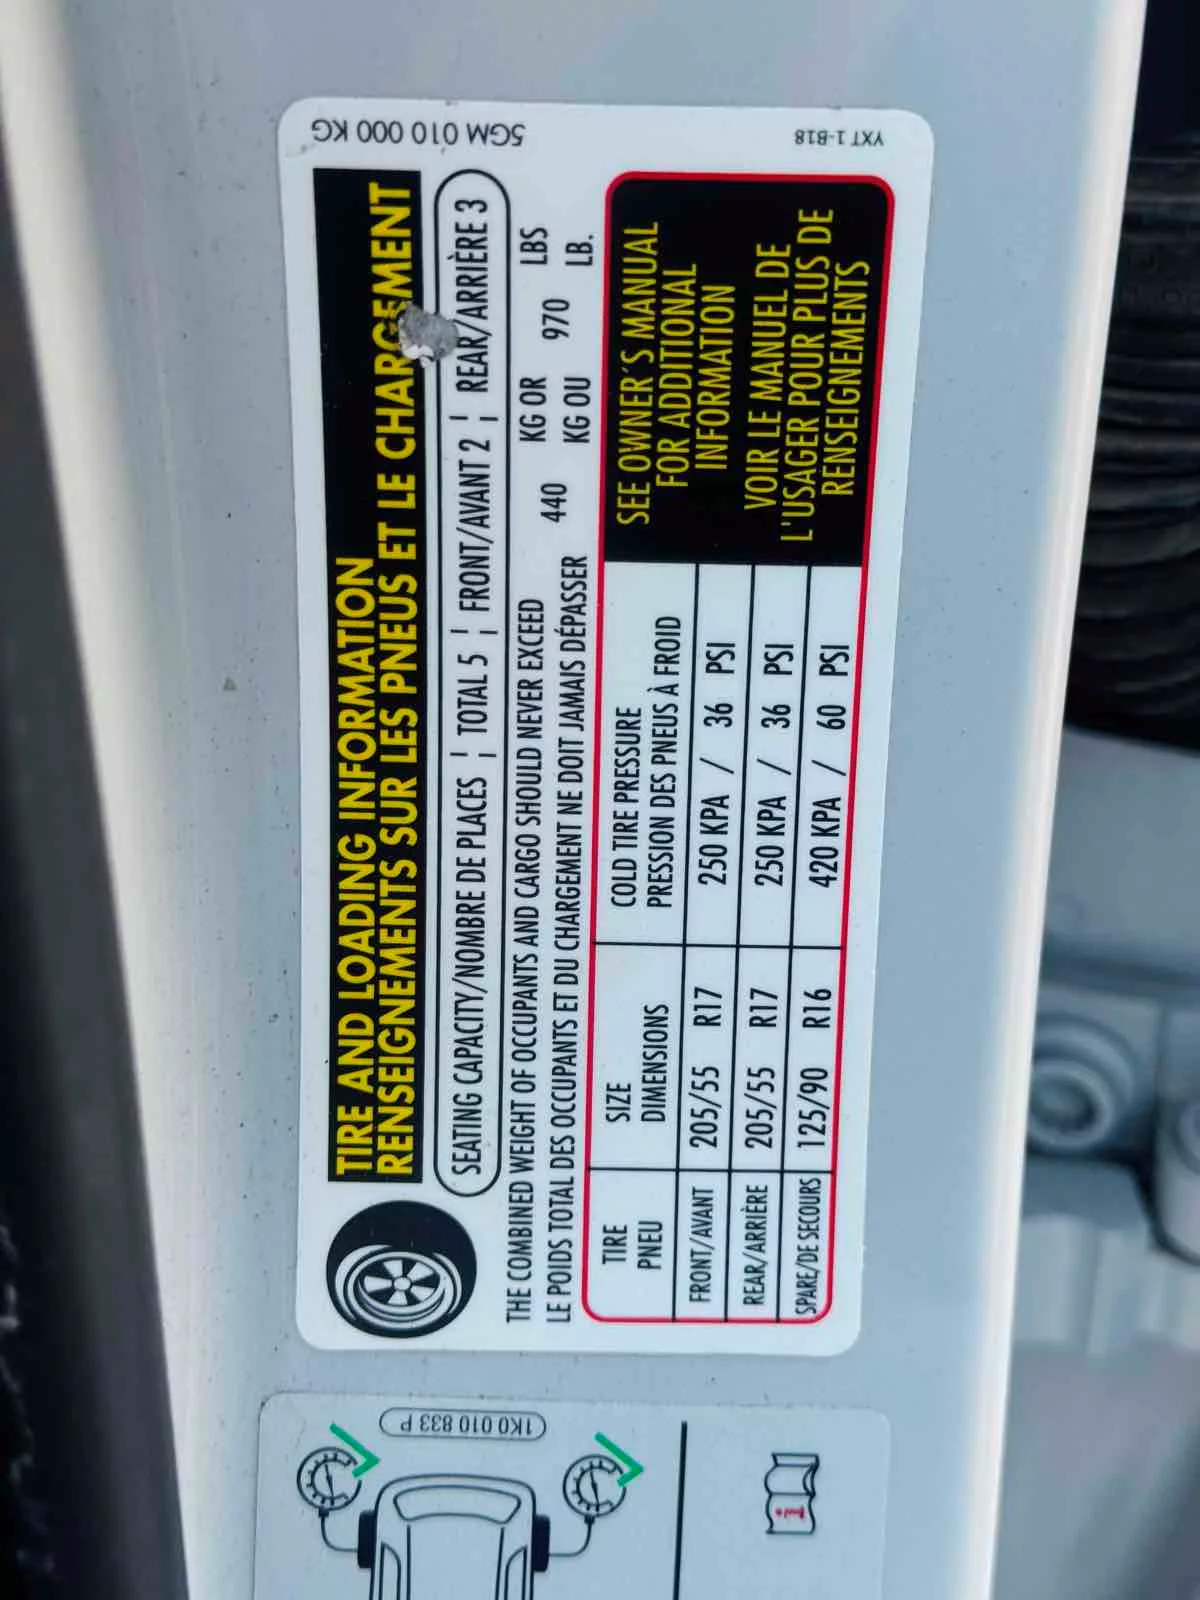 5GM 010 000 KG
YXT 1-B18
TIRE AND LOADING INFORMATION
RENSEIGNEMENTS SUR LES PNEUS ET LE CHARGEMENT
SEATING CAPACITY/NOMBRE DE PLACES ¦ TOTAL 5 ¦ FRONT/AVANT 2 ¦ REAR/ARRIÈRE 3
THE COMBINED WEIGHT OF OCCUPANTS AND CARGO SHOULD NEVER EXCEED 440 KG OR 970 LBS
LE POIDS TOTAL DES OCCUPANTS ET DU CHARGEMENT NE DOIT JAMAIS DÉPASSER KG OU LB.
TIRE SIZE COLD TIRE PRESSURE
PNEU DIMENSIONS PRESSION DES PNEUS À FROID
FRONT/AVANT 205/55 R17 250 KPA / 36 PSI
REAR/ARRIÈRE 205/55 R17 250 KPA / 36 PSI
SPARE/DE SECOURS 125/90 R16 420 KPA / 60 PSI
SEE OWNER'S MANUAL
FOR ADDITIONAL
INFORMATION
VOIR LE MANUEL DE
L'USAGER POUR PLUS DE
RENSEIGNEMENTS
1K0 010 833 P
i